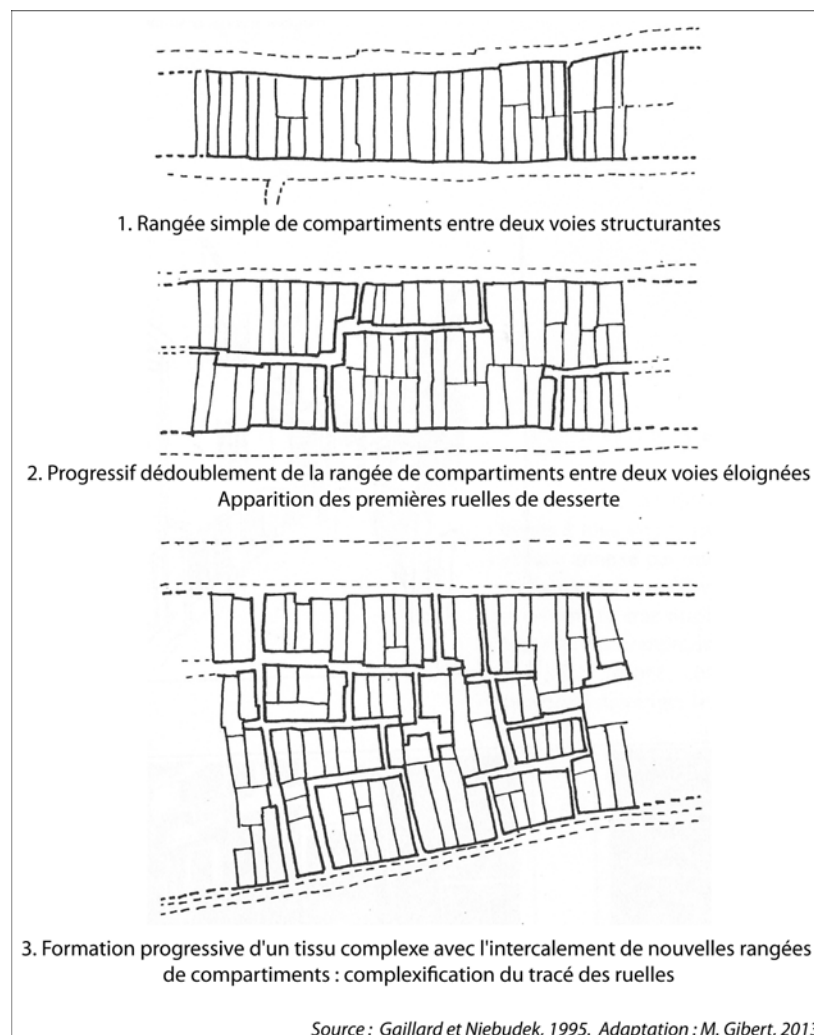 1. Rangée simple de compartiments entre deux voies structurantes
2. Progressif dédoublement de la rangée de compartiments entre deux voies éloignées
Apparition des premières ruelles de desserte
3. Formation progressive d'un tissu complexe avec l'intercalement de nouvelles rangées
de compartiments : complexification du tracé des ruelles
Source : Gaillard et Niebudek, 1995. Adaptation : M. Gibert, 2013